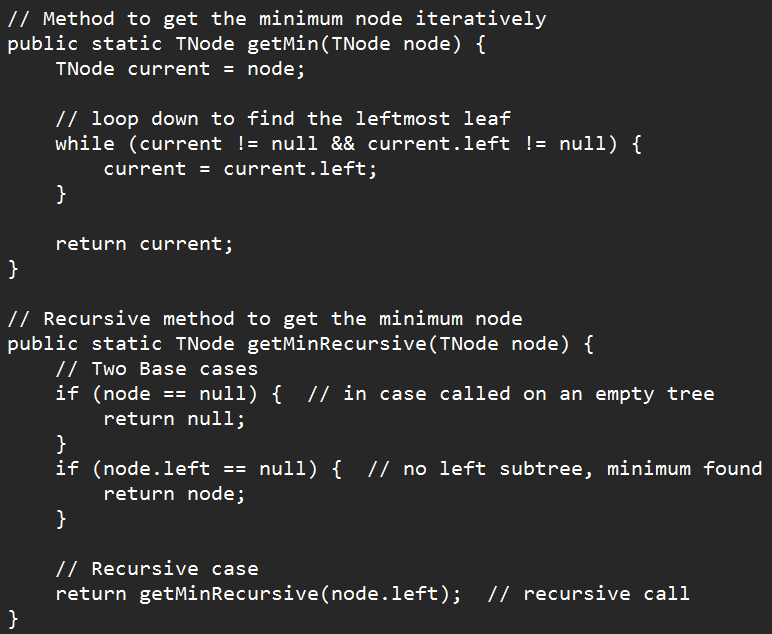 // Method to get the minimum node iteratively
public static TNode getMin(TNode node) {
    TNode current = node;

    // loop down to find the leftmost leaf
    while (current != null && current.left != null) {
        current = current.left;
    }

    return current;
}

// Recursive method to get the minimum node
public static TNode getMinRecursive(TNode node) {
    // Two Base cases
    if (node == null) {  // in case called on an empty tree
        return null;
    }
    if (node.left == null) {  // no left subtree, minimum found
        return node;
    }

    // Recursive case
    return getMinRecursive(node.left);  // recursive call
}